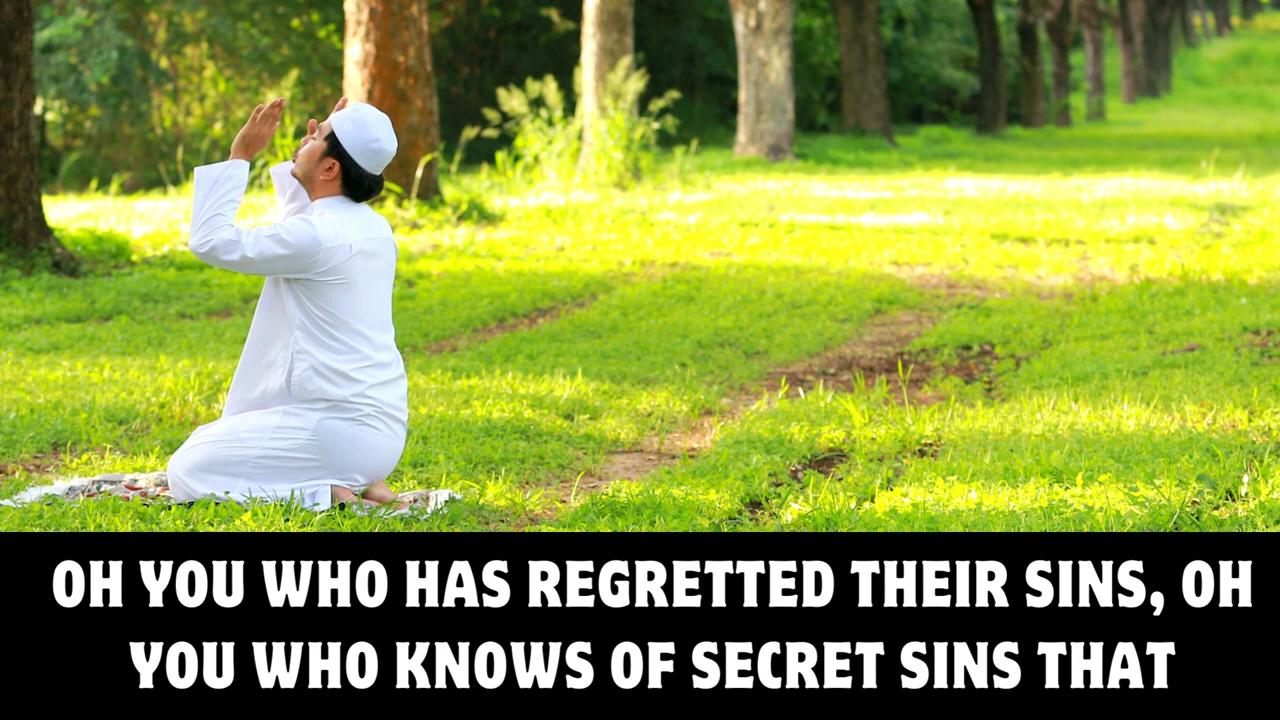 OH YOU WHO HAS REGRETTED THEIR SINS, OH
YOU WHO KNOWS OF SECRET SINS THAT